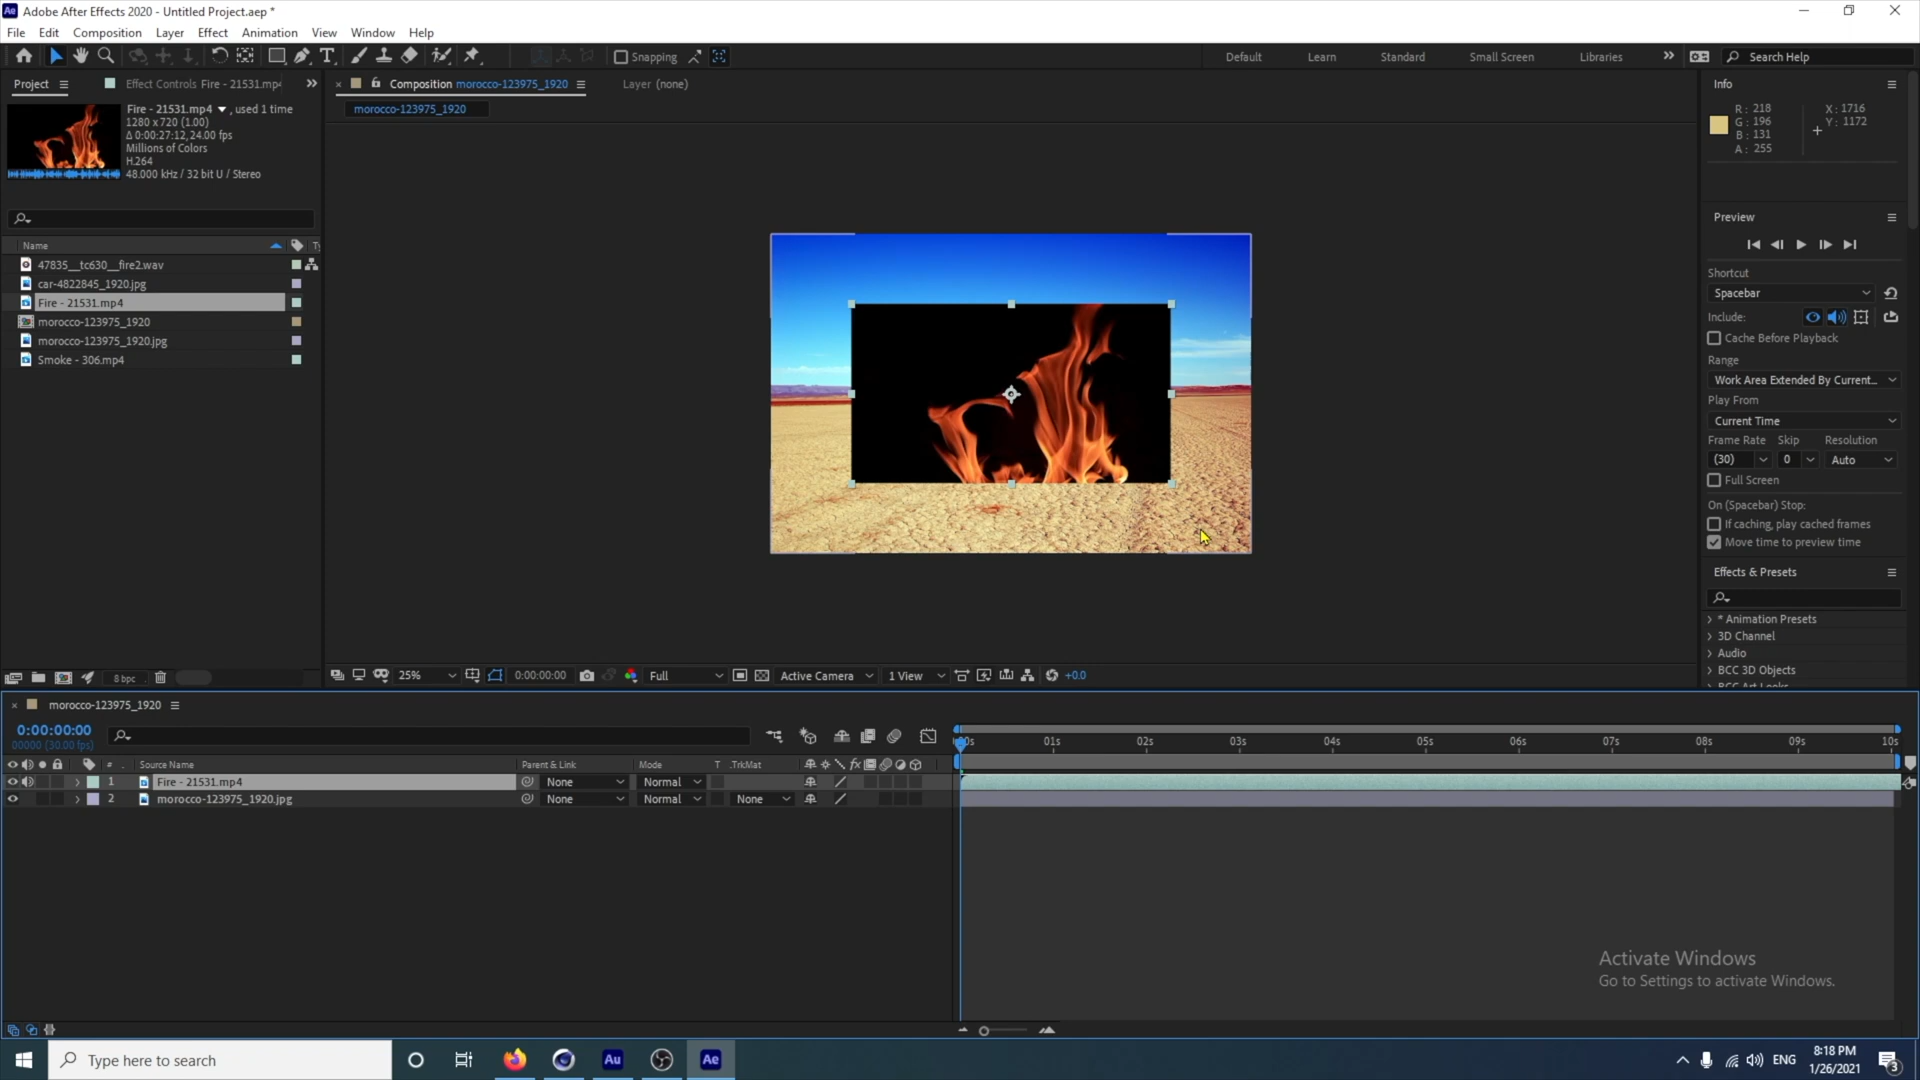 Adobe After Effects 2020 - Untitled Project.aep *
File Edit Composition Layer Effect Animation View Window Help
Snapping
Default Learn Standard Small Screen Libraries
Search Help
Project
Effect Controls Fire - 21531.mp
Composition morocco-123975_1920
Layer (none)
Info
Fire - 21531.mp4 , used 1 time
1280 x 720 (1.00)
Δ 0:00:27:12, 24.00 fps
Millions of Colors
H.264
48.000 kHz / 32 bit U / Stereo
morocco-123975_1920
R: 218
G: 196
B: 131
A: 255
X: 1716
Y: 1172
Name
47835__tc630__fire2.wav
car-4822845_1920.jpg
Fire - 21531.mp4
morocco-123975_1920
morocco-123975_1920.jpg
Smoke - 306.mp4
Preview
Shortcut
Spacebar
Include:
Cache Before Playback
Range
Work Area Extended By Current...
Play From
Current Time
Frame Rate Skip Resolution
(30) 0 Auto
Full Screen
On (Spacebar) Stop:
If caching, play cached frames
Move time to preview time
Effects & Presets
* Animation Presets
3D Channel
Audio
BCC 3D Objects
BCC Art Looks
8 bpc
25% 0:00:00:00 Full Active Camera 1 View +0.0
morocco-123975_1920
0:00:00:00
00000 (30.00 fps)
01s 02s 03s 04s 05s 06s 07s 08s 09s 10s
# Source Name Parent & Link Mode T .TrkMat
1 Fire - 21531.mp4 None Normal
2 morocco-123975_1920.jpg None Normal None
Activate Windows
Go to Settings to activate Windows.
Type here to search
Au Ae
ENG
8:18 PM
1/26/2021
3